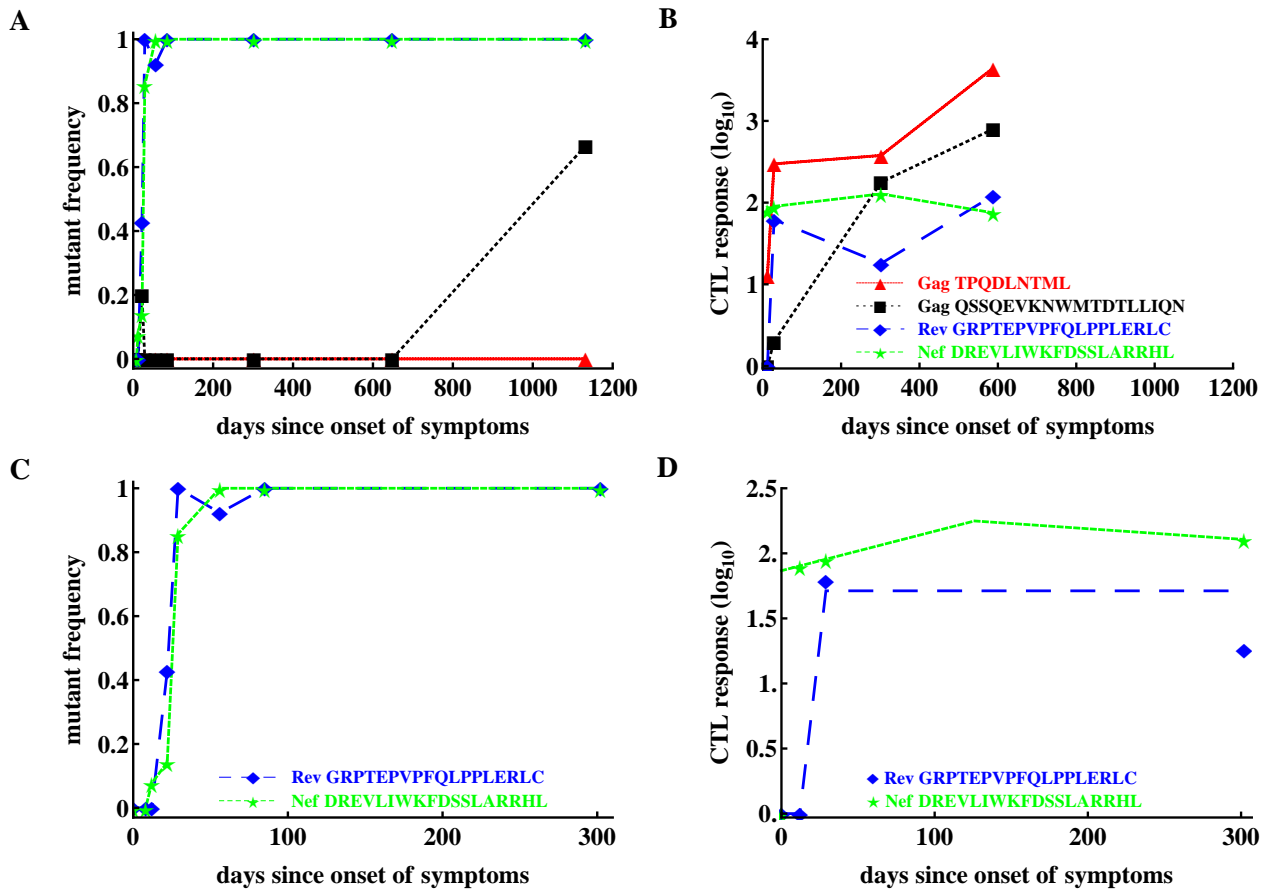 A
1
0.8
0.6
0.4
0.2
0
mutant frequency
0 200 400 600 800 1000 1200
days since onset of symptoms
B
4
3
2
1
0
CTL response (log10)
Gag TPQDLNTML
Gag QSSQEVKNWMTDTLLIQN
Rev GRPTEPVPFQLPPLERLC
Nef DREVLIWKFDSSLARRHL
0 200 400 600 800 1000 1200
days since onset of symptoms
C
1
0.8
0.6
0.4
0.2
0
mutant frequency
Rev GRPTEPVPFQLPPLERLC
Nef DREVLIWKFDSSLARRHL
0 100 200 300
days since onset of symptoms
D
2.5
2.
1.5
1.
0.5
0.
CTL response (log10)
Rev GRPTEPVPFQLPPLERLC
Nef DREVLIWKFDSSLARRHL
0 100 200 300
days since onset of symptoms